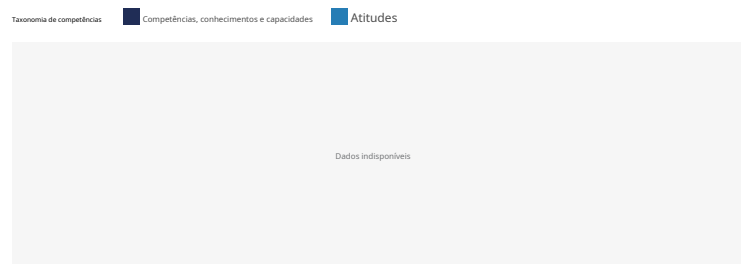 Taxonomia de competências Competências, conhecimentos e capacidades Atitudes
Dados indisponíveis